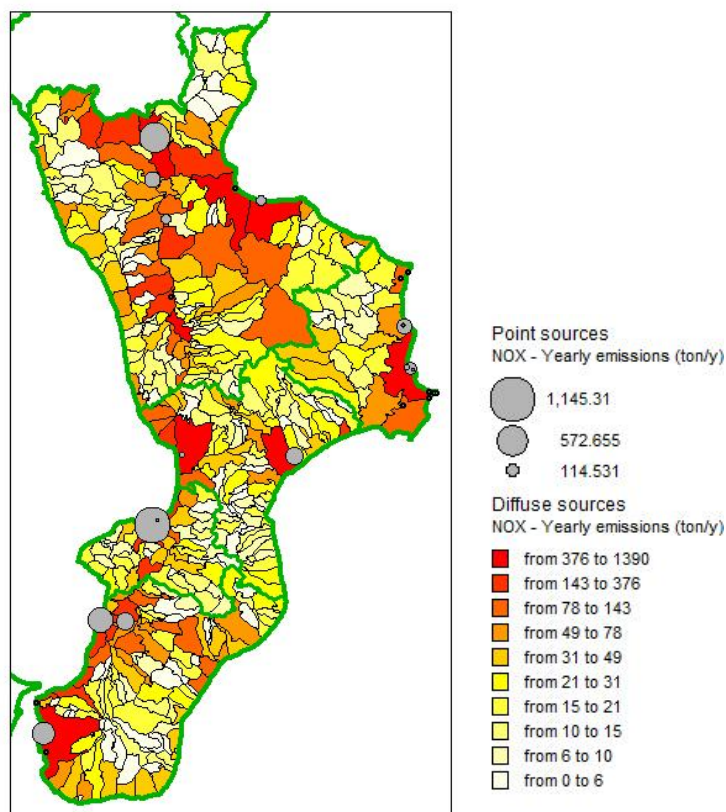 Point sources
NOX - Yearly emissions (ton/y)
1,145.31
572.655
114.531
Diffuse sources
NOX - Yearly emissions (ton/y)
from 376 to 1390
from 143 to 376
from 78 to 143
from 49 to 78
from 31 to 49
from 21 to 31
from 15 to 21
from 10 to 15
from 6 to 10
from 0 to 6